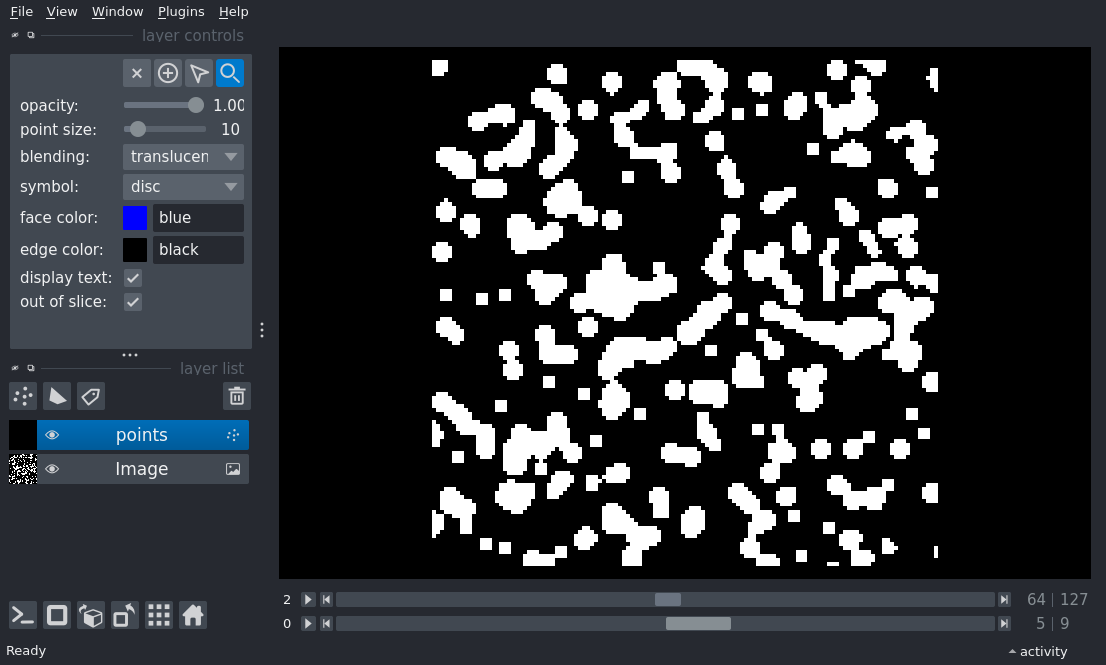 File View Window Plugins Help
layer controls
opacity: 1.00
point size: 10
blending: translucen
symbol: disc
face color: blue
edge color: black
display text:
out of slice:
layer list
points
Image
2 64 | 127
0 5 | 9
Ready activity